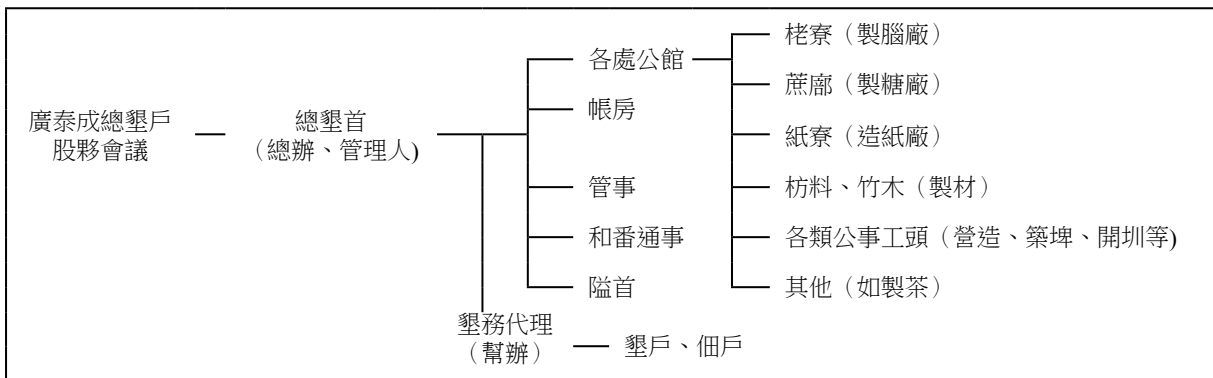 栳寮（製腦廠）
各處公館
蔗廍（製糖廠）
帳房
廣泰成總墾戶
股夥會議
總墾首
（總辦、管理人)
紙寮（造紙廠）
管事
枋料、竹木（製材）
和番通事
各類公事工頭（營造、築埤、開圳等)
隘首
其他（如製茶）
墾務代理
（幫辦）
墾戶、佃戶